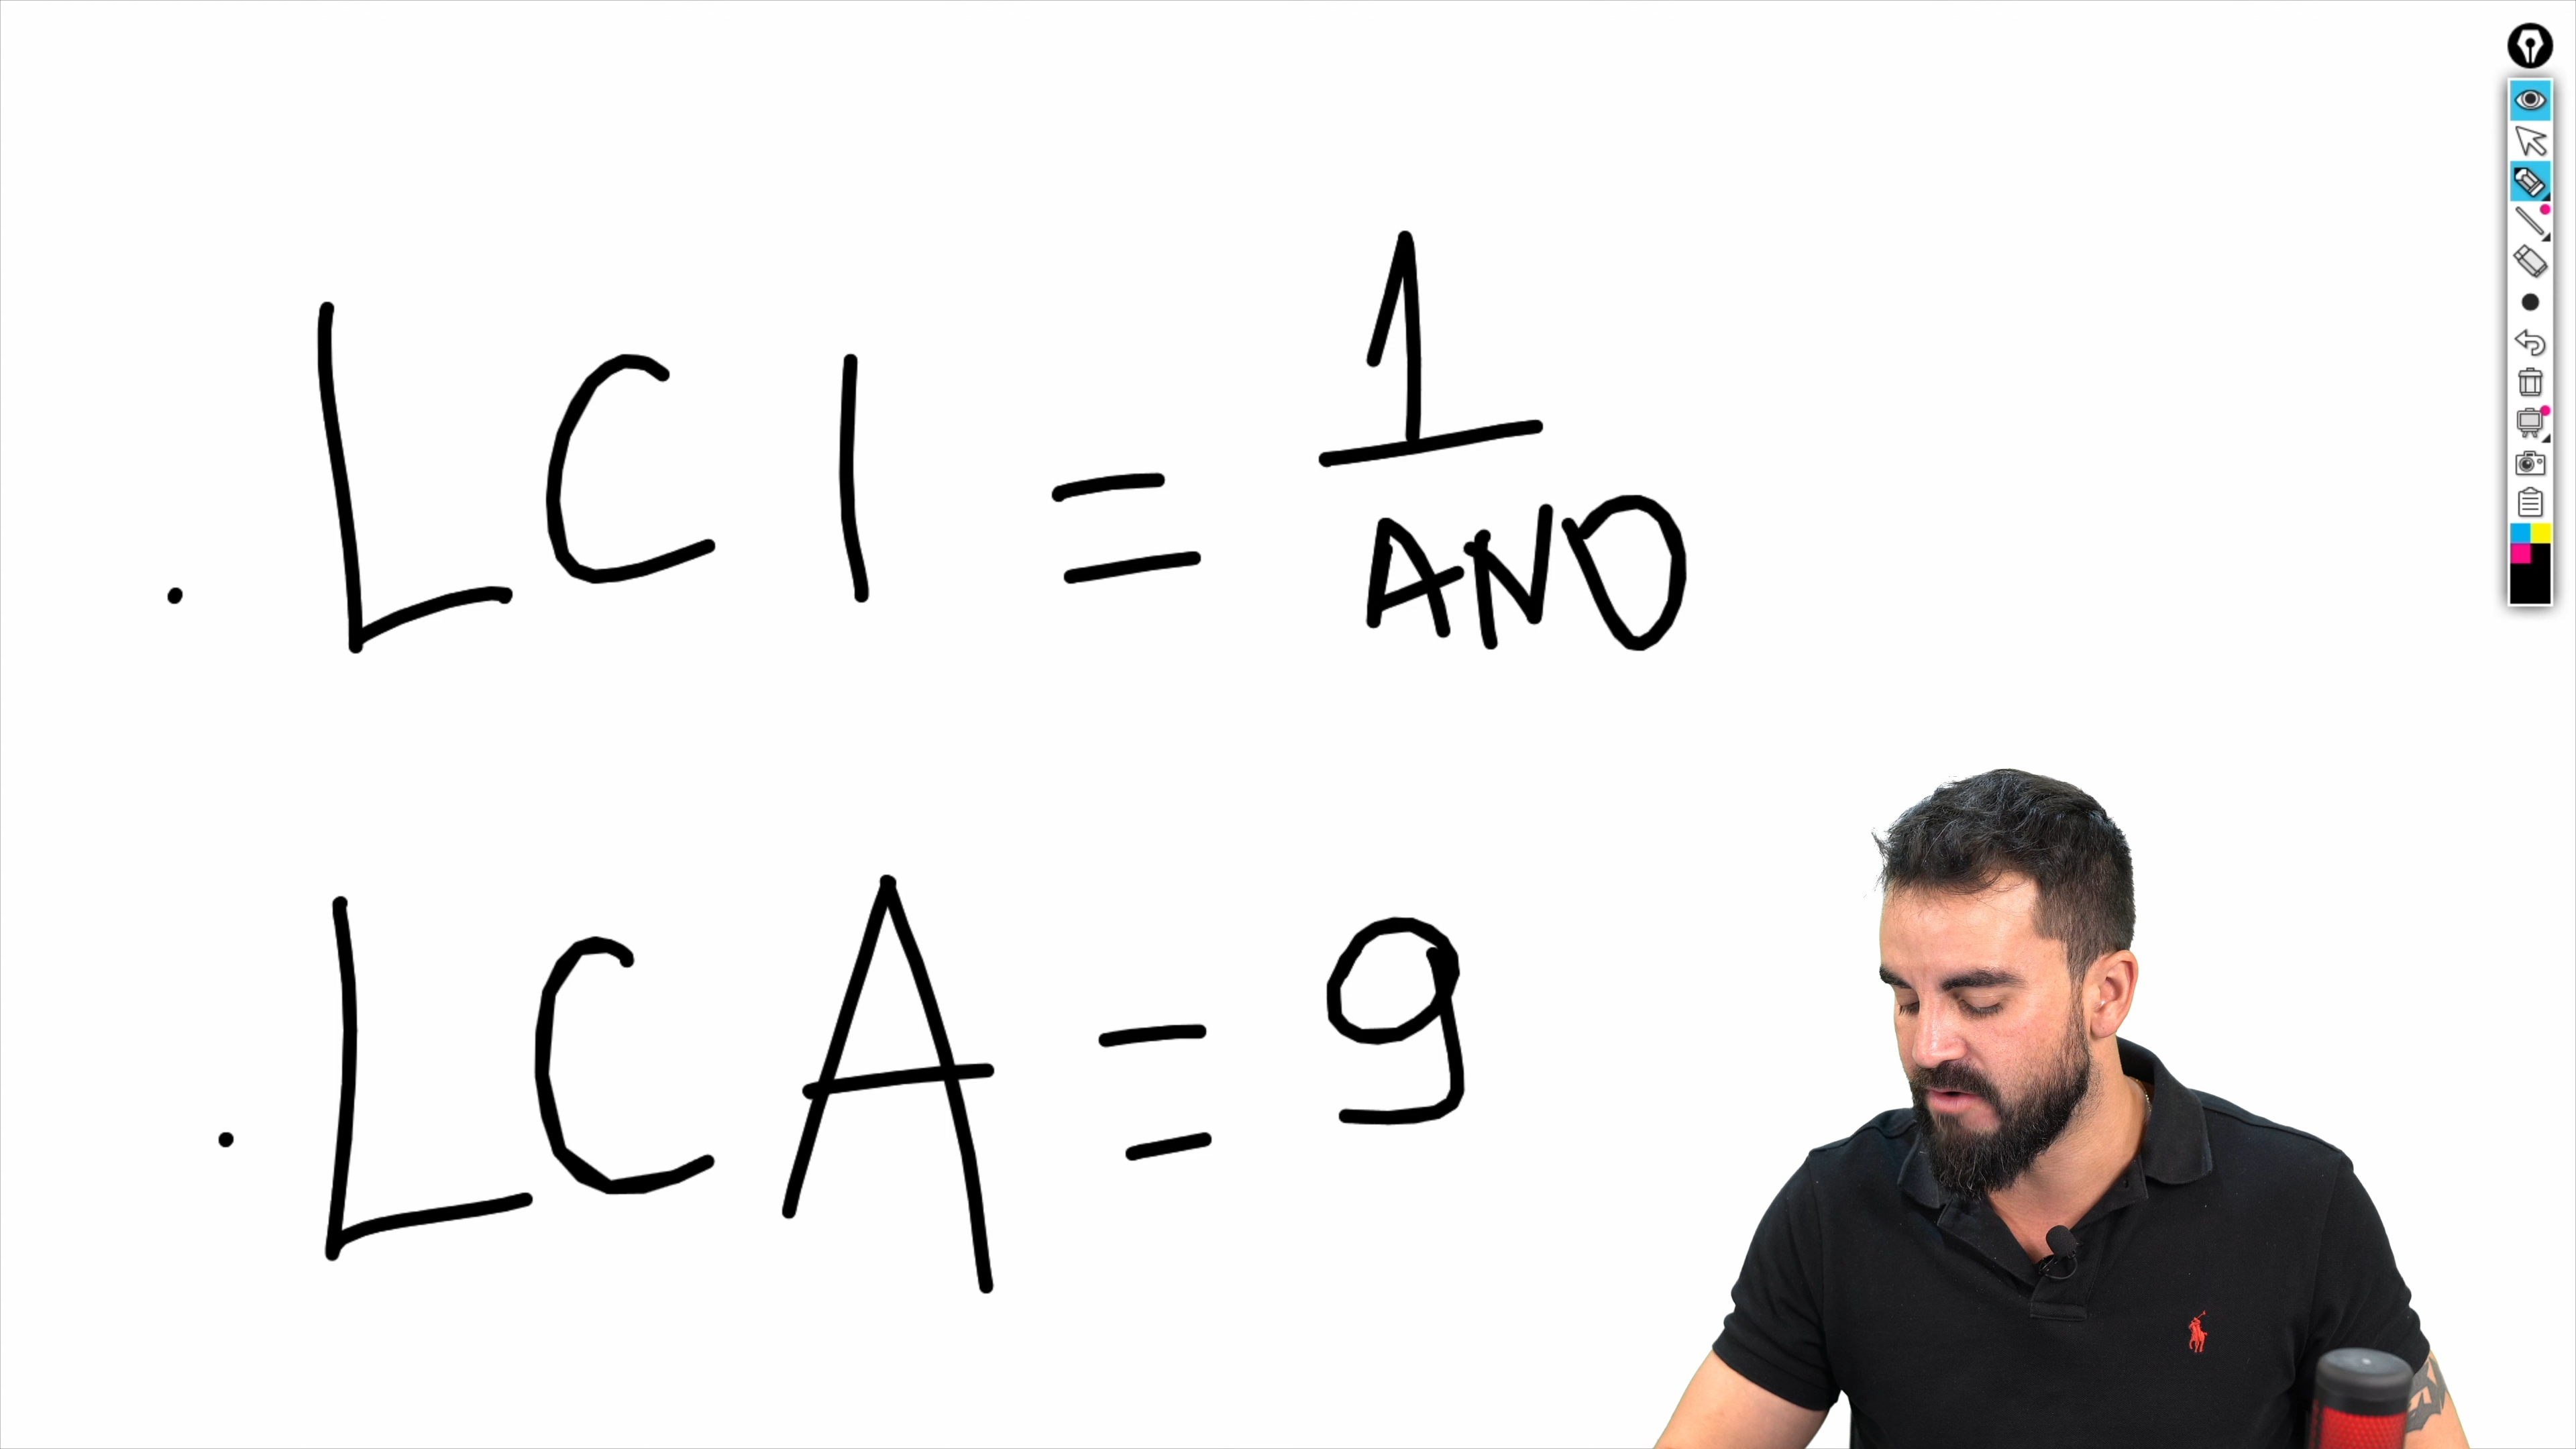 . LCI = 1
ANO
. LCA = 9